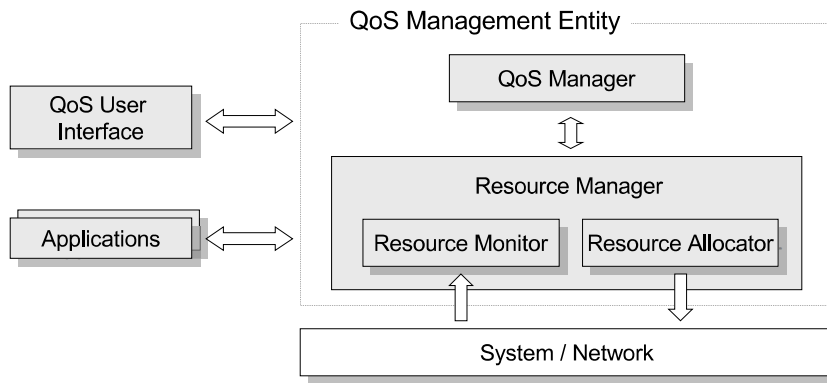 QoS Management Entity
QoS Manager
QoS User
Interface
Resource Manager
Applications
Resource Monitor
Resource Allocator
System / Network